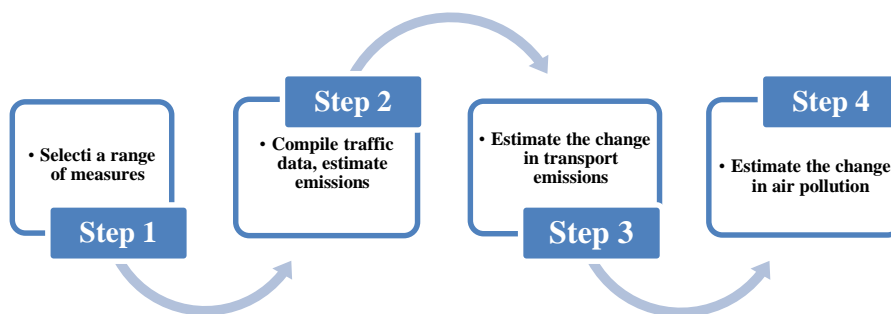 Step 1
• Selecti a range
of measures
Step 2
• Compile traffic
data, estimate
emissions
Step 3
• Estimate the change
in transport
emissions
Step 4
• Estimate the change
in air pollution